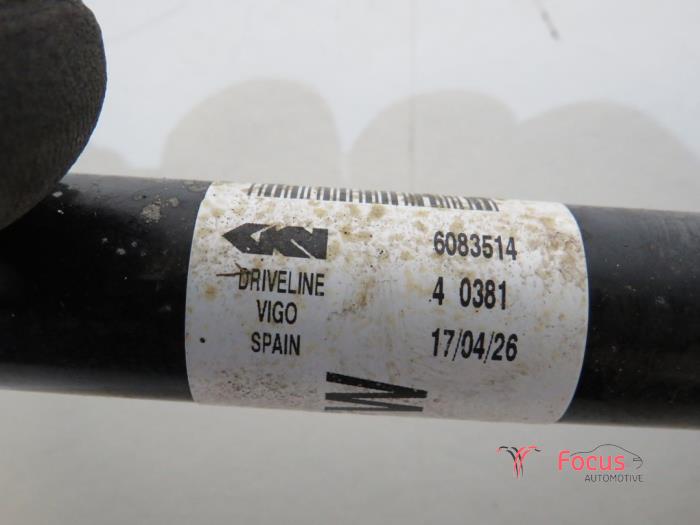 6083514
DRIVELINE
4 0381
VIGO
SPAIN
17/04/26
Focus
AUTOMOTIVE